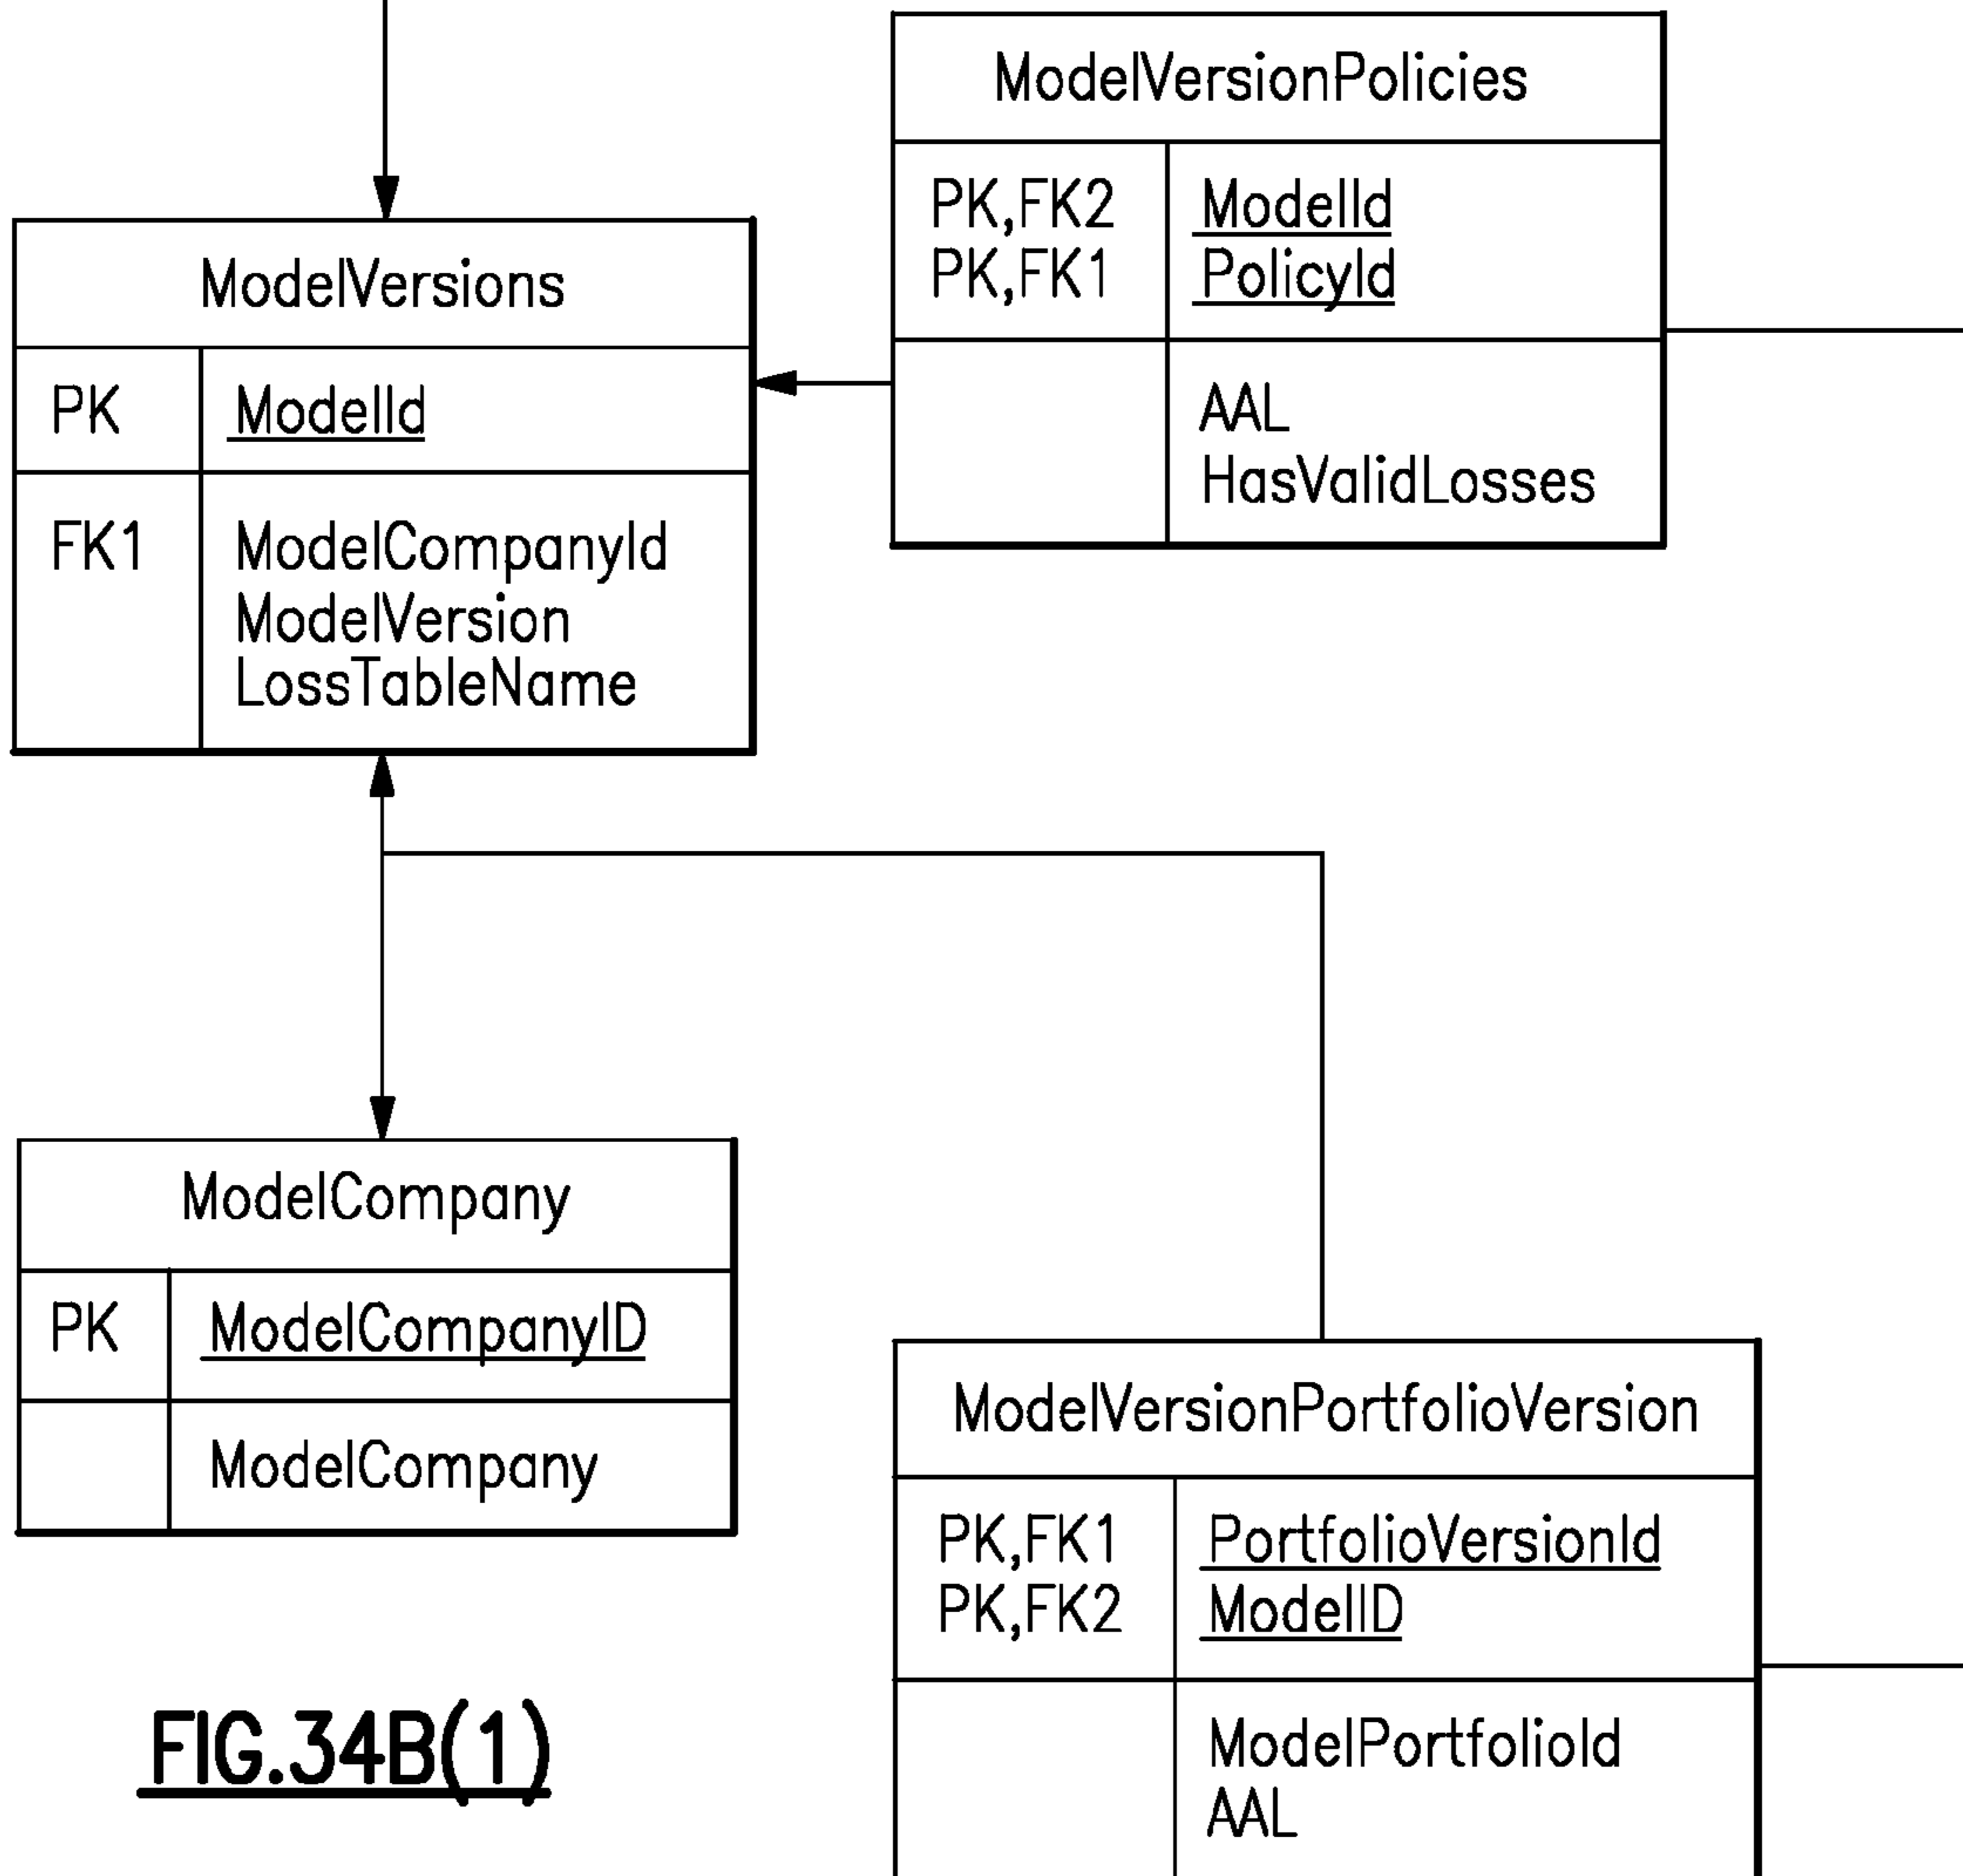 ModelVersionPolicies
PK,FK2 ModelId
PK,FK1 PolicyId
AAL
HasValidLosses
ModelVersions
PK ModelId
FK1 ModelCompanyId
ModelVersion
LossTableName
ModelCompany
PK ModelCompanyID
ModelCompany
ModelVersionPortfolioVersion
PK,FK1 PortfolioVersionId
PK,FK2 ModelID
ModelPortfolioId
AAL
FIG.34B(1)